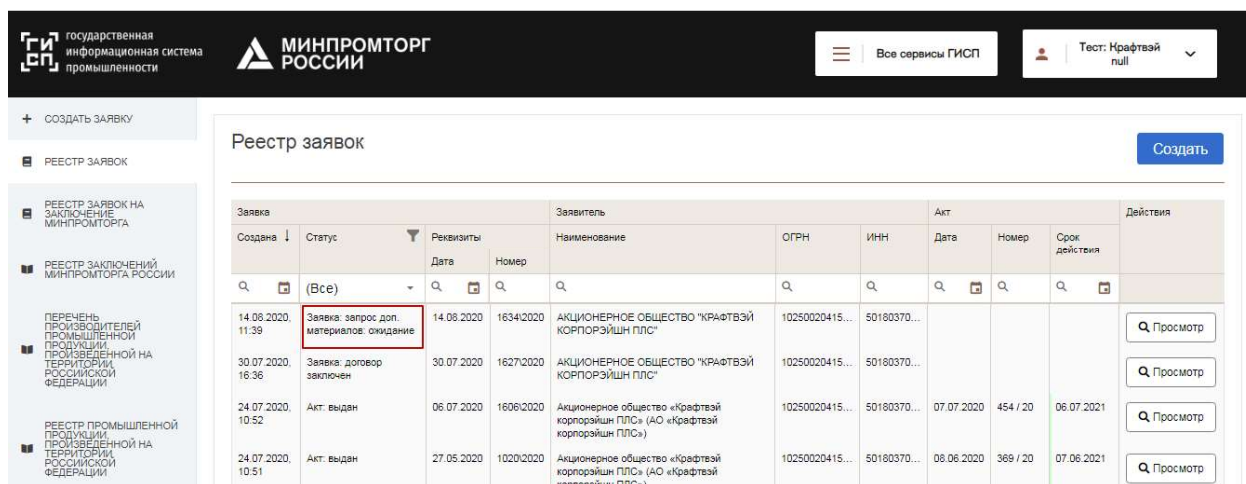 государственная
информационная система
промышленности
ГИСП
МИНПРОМТОРГ
РОССИИ
Все сервисы ГИСП
Тест: Крафтвэй
null
+ СОЗДАТЬ ЗАЯВКУ
РЕЕСТР ЗАЯВОК
РЕЕСТР ЗАЯВОК НА
ЗАКЛЮЧЕНИЕ
МИНПРОМТОРГА
РЕЕСТР ЗАКЛЮЧЕНИЙ
МИНПРОМТОРГА РОССИИ
ПЕРЕЧЕНЬ
ПРОИЗВОДИТЕЛЕЙ
ПРОМЫШЛЕННОЙ
ПРОДУКЦИИ,
ПРОИЗВЕДЕННОЙ НА
ТЕРРИТОРИИ
РОССИЙСКОЙ
ФЕДЕРАЦИИ
РЕЕСТР ПРОМЫШЛЕННОЙ
ПРОДУКЦИИ,
ПРОИЗВЕДЕННОЙ НА
ТЕРРИТОРИИ
РОССИЙСКОЙ
ФЕДЕРАЦИИ
Реестр заявок
Создать
Заявка Заявитель Акт Действия
Создана ↓ Статус Реквизиты Наименование ОГРН ИНН Дата Номер Срок
действия
Дата Номер
(Все)
14.08.2020, Заявка: запрос доп. 14.08.2020 1634\2020 АКЦИОНЕРНОЕ ОБЩЕСТВО "КРАФТВЭЙ 10250020415... 50180370...
11:39 материалов: ожидание КОРПОРЭЙШН ПЛС"
Просмотр
30.07.2020, Заявка: договор 30.07.2020 1627\2020 АКЦИОНЕРНОЕ ОБЩЕСТВО "КРАФТВЭЙ 10250020415... 50180370...
16:36 заключен КОРПОРЭЙШН ПЛС"
Просмотр
24.07.2020, Акт: выдан 06.07.2020 1606\2020 Акционерное общество «Крафтвэй 10250020415... 50180370... 07.07.2020 454 / 20 06.07.2021
10:52 корпорэйшн ПЛС» (АО «Крафтвэй
корпорэйшн ПЛС»)
Просмотр
24.07.2020, Акт: выдан 27.05.2020 1020\2020 Акционерное общество «Крафтвэй 10250020415... 50180370... 08.06.2020 369 / 20 07.06.2021
10:51 корпорэйшн ПЛС» (АО «Крафтвэй
Просмотр